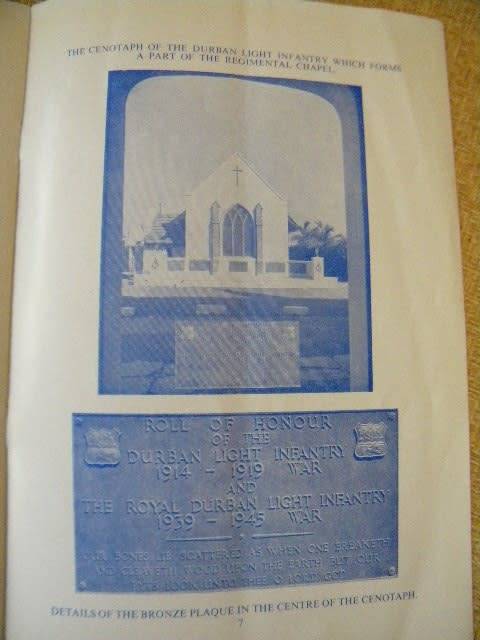 THE CENOTAPH OF THE DURBAN LIGHT INFANTRY WHICH FORMS
A PART OF THE REGIMENTAL CHAPEL.
ROLL OF HONOUR
OF THE
DURBAN LIGHT INFANTRY
1914 - 1919 WAR
AND
THE ROYAL DURBAN LIGHT INFANTRY
1939 - 1945 WAR
OUR BONES LIE SCATTERED AS WHEN ONE BREAKETH
AND CLEAVETH WOOD UPON THE EARTH BUT OUR
EYES LOOK UNTO THEE O LORD GOD
DETAILS OF THE BRONZE PLAQUE IN THE CENTRE OF THE CENOTAPH.
7